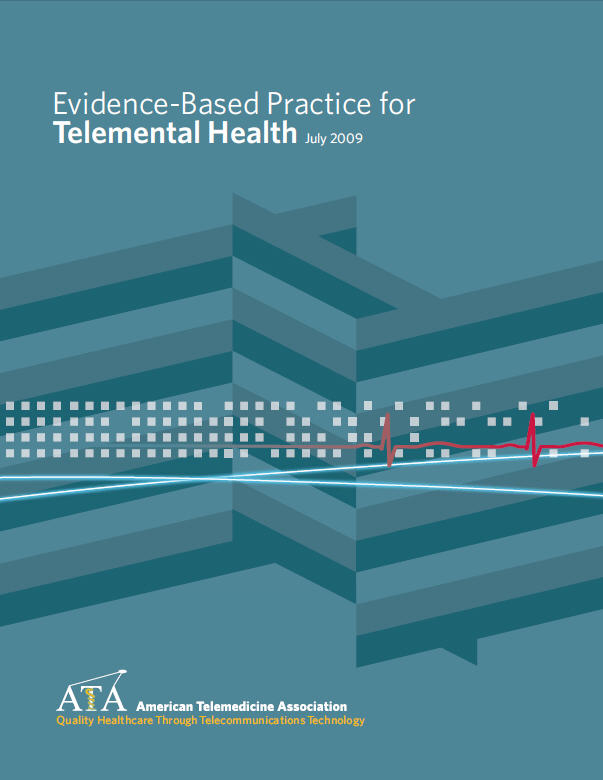 Evidence-Based Practice for
Telemental Health July 2009
ATA American Telemedicine Association
Quality Healthcare Through Telecommunications Technology